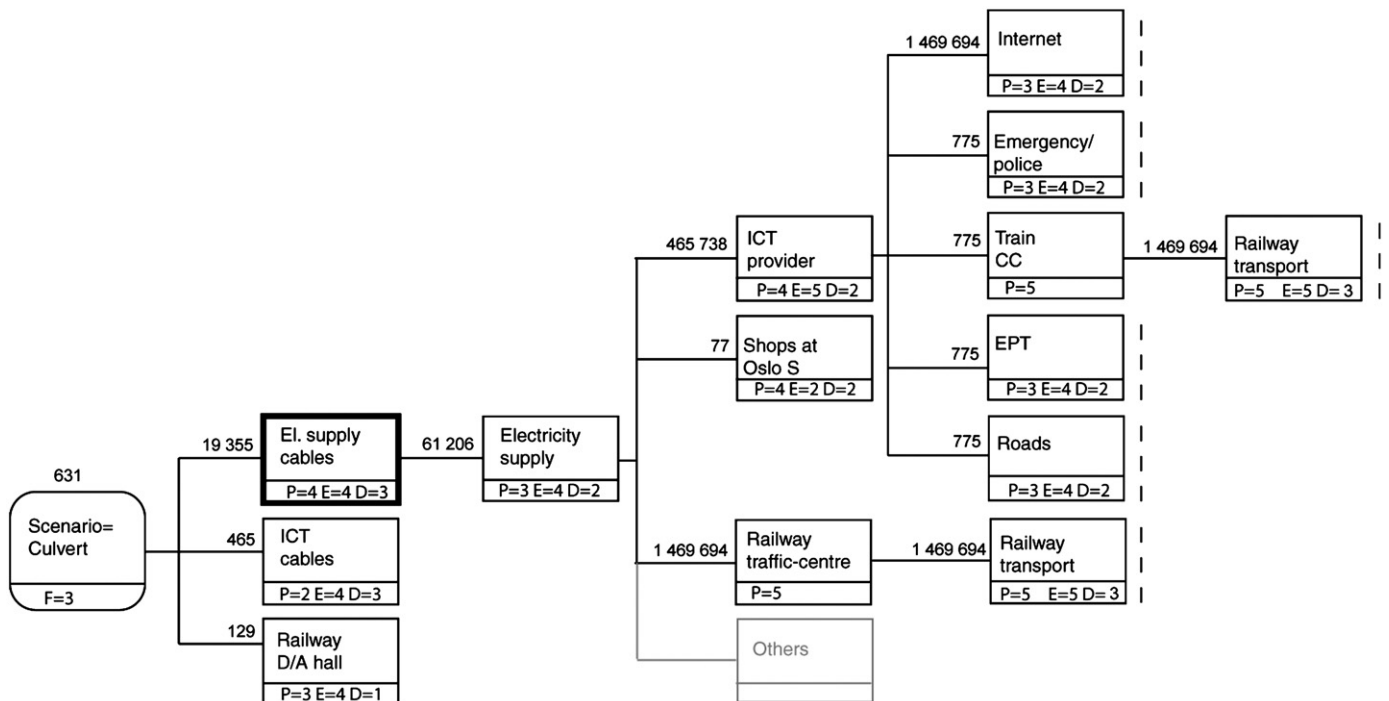 631
Scenario=
Culvert
F=3
19 355
El. supply
cables
P=4 E=4 D=3
465
ICT
cables
P=2 E=4 D=3
129
Railway
D/A hall
P=3 E=4 D=1
61 206
Electricity
supply
P=3 E=4 D=2
465 738
ICT
provider
P=4 E=5 D=2
77
Shops at
Oslo S
P=4 E=2 D=2
1 469 694
Railway
traffic-centre
P=5
Others
1 469 694
Internet
P=3 E=4 D=2
775
Emergency/
police
P=3 E=4 D=2
775
Train
CC
P=5
775
EPT
P=3 E=4 D=2
775
Roads
P=3 E=4 D=2
1 469 694
Railway
transport
P=5 E=5 D= 3
1 469 694
Railway
transport
P=5 E=5 D= 3